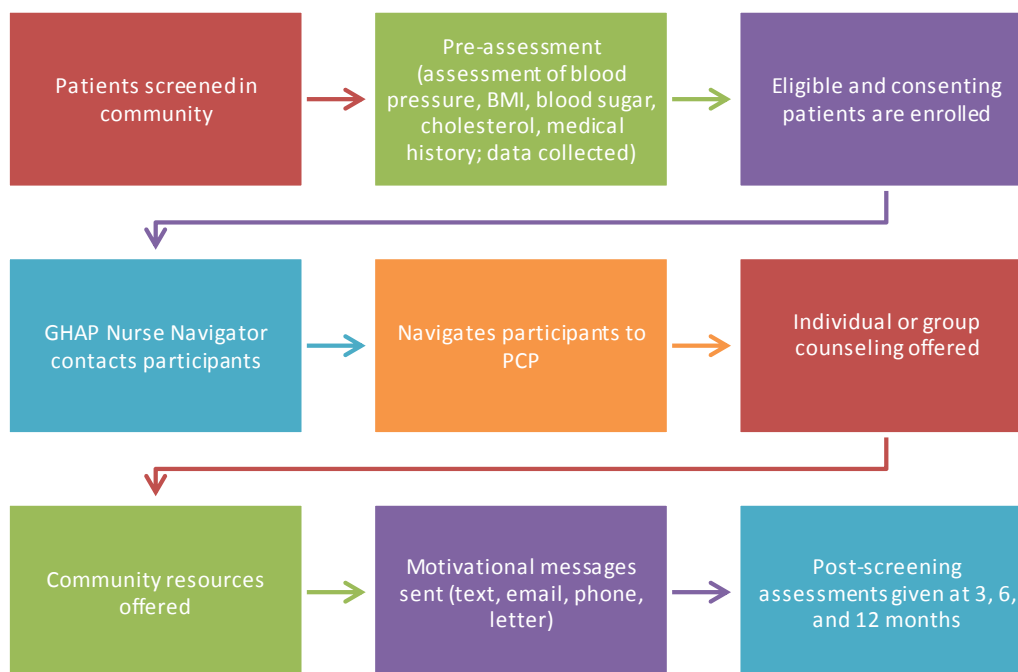 Patients screened in
community
Pre-assessment
(assessment of blood
pressure, BMI, blood sugar,
cholesterol, medical
history; data collected)
Eligible and consenting
patients are enrolled
GHAP Nurse Navigator
contacts participants
Navigates participants to
PCP
Individual or group
counseling offered
Community resources
offered
Motivational messages
sent (text, email, phone,
letter)
Post-screening
assessments given at 3, 6,
and 12 months